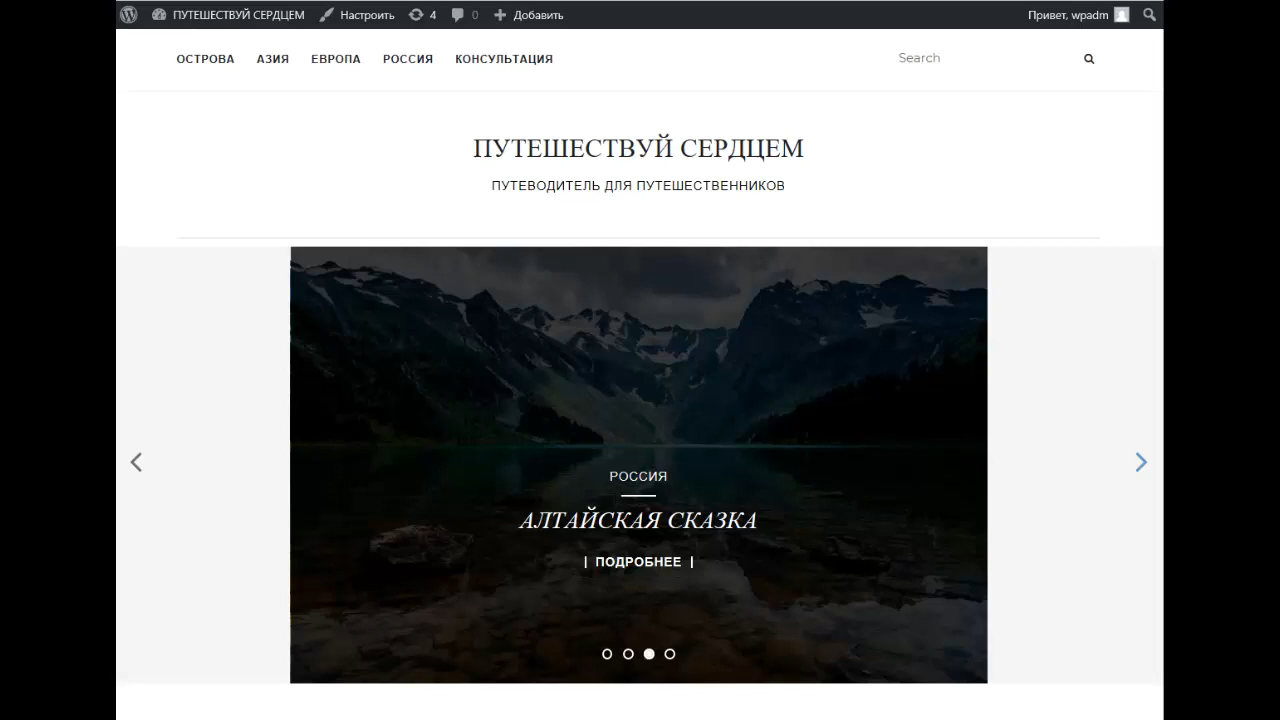 ПУТЕШЕСТВУЙ СЕРДЦЕМ Настроить 4 0 Добавить Привет, wpadm
ОСТРОВА АЗИЯ ЕВРОПА РОССИЯ КОНСУЛЬТАЦИЯ Search
ПУТЕШЕСТВУЙ СЕРДЦЕМ
ПУТЕВОДИТЕЛЬ ДЛЯ ПУТЕШЕСТВЕННИКОВ
РОССИЯ
АЛТАЙСКАЯ СКАЗКА
| ПОДРОБНЕЕ |